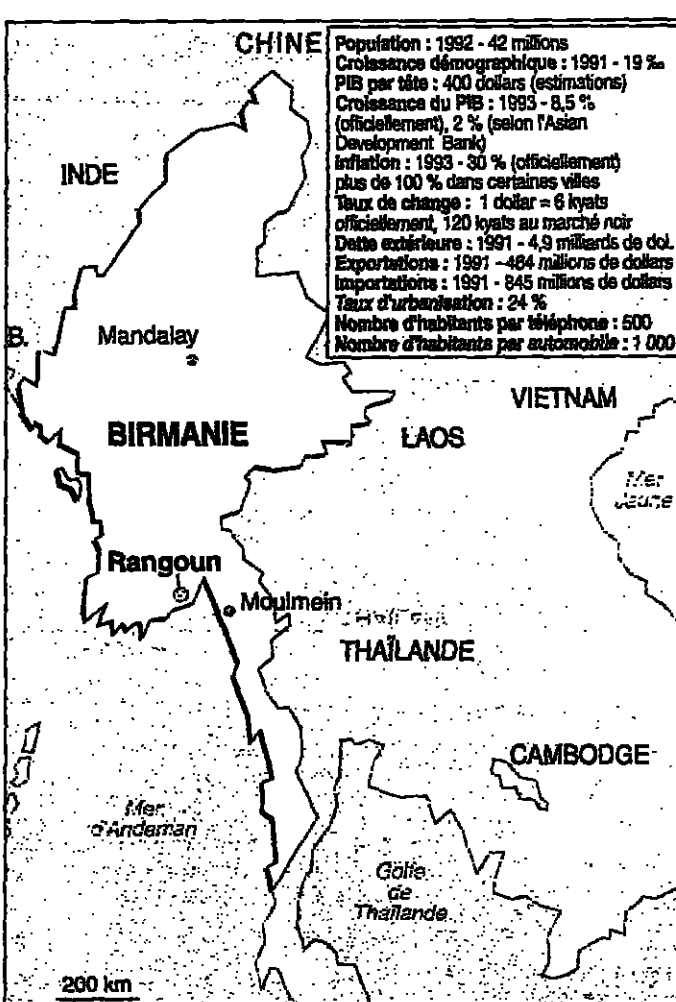 CHINE
Population : 1992 - 42 millions
Croissance démographique : 1991 - 19 ‰
PIB par tête : 400 dollars (estimations)
Croissance du PIB : 1993 - 8,5 %
(officiellement), 2 % (selon l'Asian
Development Bank)
Inflation : 1993 - 30 % (officiellement)
plus de 100 % dans certaines villes
Taux de change : 1 dollar = 6 kyats
officiellement, 120 kyats au marché noir
Dette extérieure : 1991 - 4,9 milliards de dol.
Exportations : 1991 - 464 millions de dollars
Importations : 1991 - 845 millions de dollars
Taux d'urbanisation : 24 %
Nombre d'habitants par téléphone : 500
Nombre d'habitants par automobile : 1 000
INDE
B.
Mandalay
VIETNAM
BIRMANIE
LAOS
Mer
Jaune
Rangoun
Moulmein
THAÏLANDE
CAMBODGE
Mer
d'Andaman
Golfe
de
Thaïlande
200 km